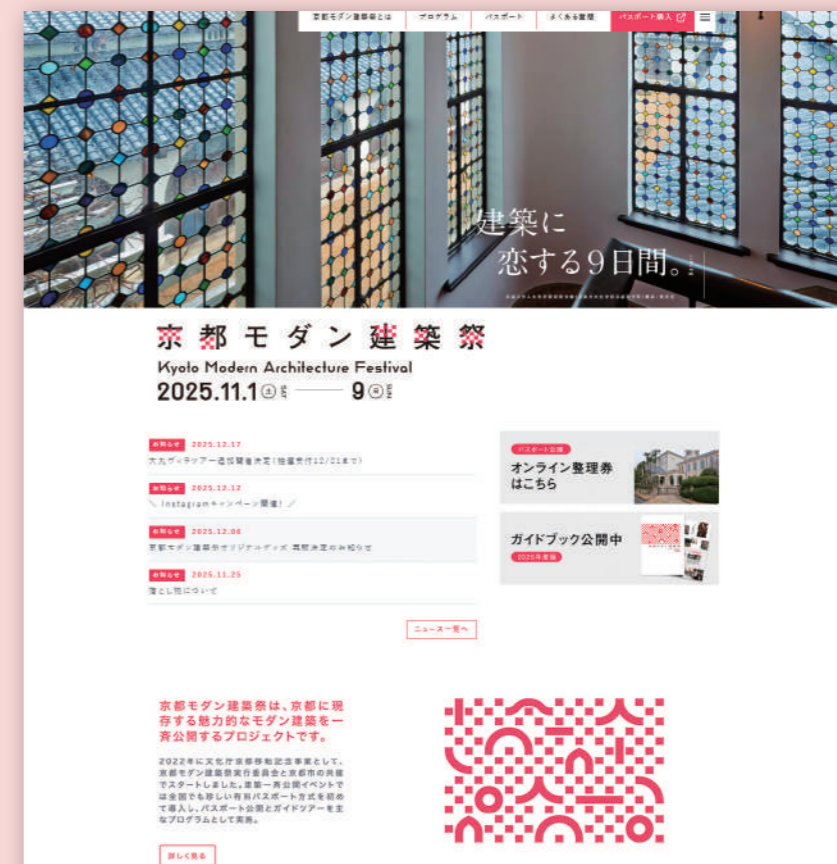 京都モダン建築祭とは
プログラム
パスポート
よくある質問
パスポート購入
建築に
恋する9日間。
京都モダン建築祭
Kyoto Modern Architecture Festival
2025.11.1 土 SAT 9 日 SUN
お知らせ 2025.12.17
大丸ヴィラツアー追加開催決定(抽選受付12/21まで)
お知らせ 2025.12.12
＼ Instagramキャンペーン開催! ／
お知らせ 2025.12.06
京都モダン建築祭オリジナルグッズ 再販決定のお知らせ
お知らせ 2025.11.25
落とし物について
ニュース一覧へ
パスポート公開
オンライン整理券
はこちら
ガイドブック公開中
2025年度版
京都モダン建築祭は、京都に現
存する魅力的なモダン建築を一
斉公開するプロジェクトです。
2022年に文化庁京都移転記念事業として、
京都モダン建築祭実行委員会と京都市の共催
でスタートしました。建築一斉公開イベントで
は全国でも珍しい有料パスポート方式を初め
て導入し、パスポート公開とガイドツアーを主
なプログラムとして実施。
詳しく見る